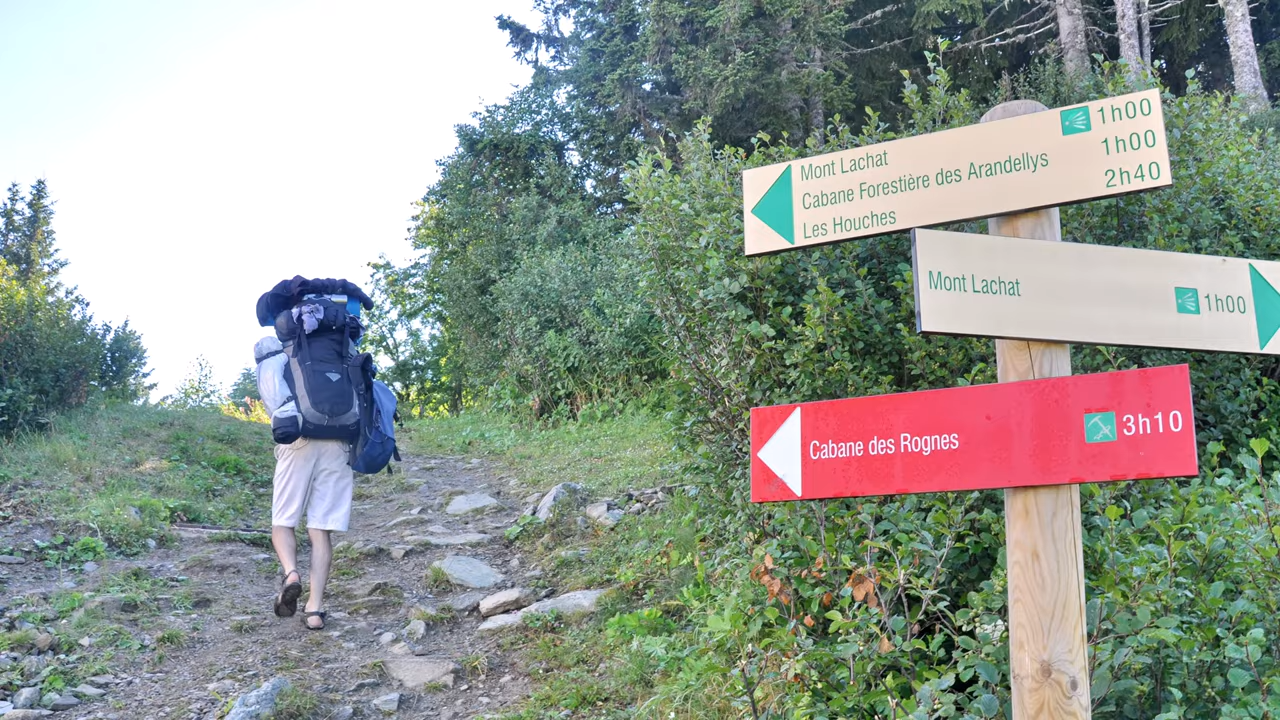 Mont Lachat 1h00
Cabane Forestière des Arandellys 1h00
Les Houches 2h40
Mont Lachat 1h00
Cabane des Rognes 3h10